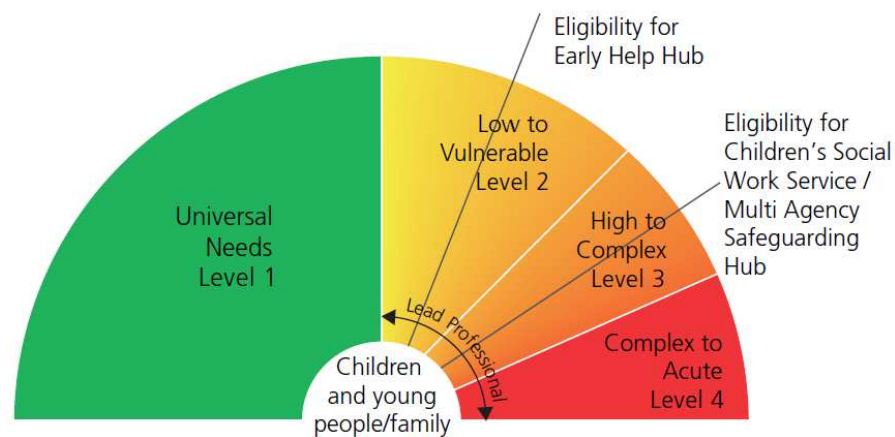 Eligibility for
Early Help Hub
Low to
Vulnerable
Level 2
Eligibility for
Children's Social
Work Service /
Multi Agency
Safeguarding
Hub
Universal
Needs
Level 1
High to
Complex
Level 3
Lead Professional
Complex to
Acute
Level 4
Children
and young
people/family